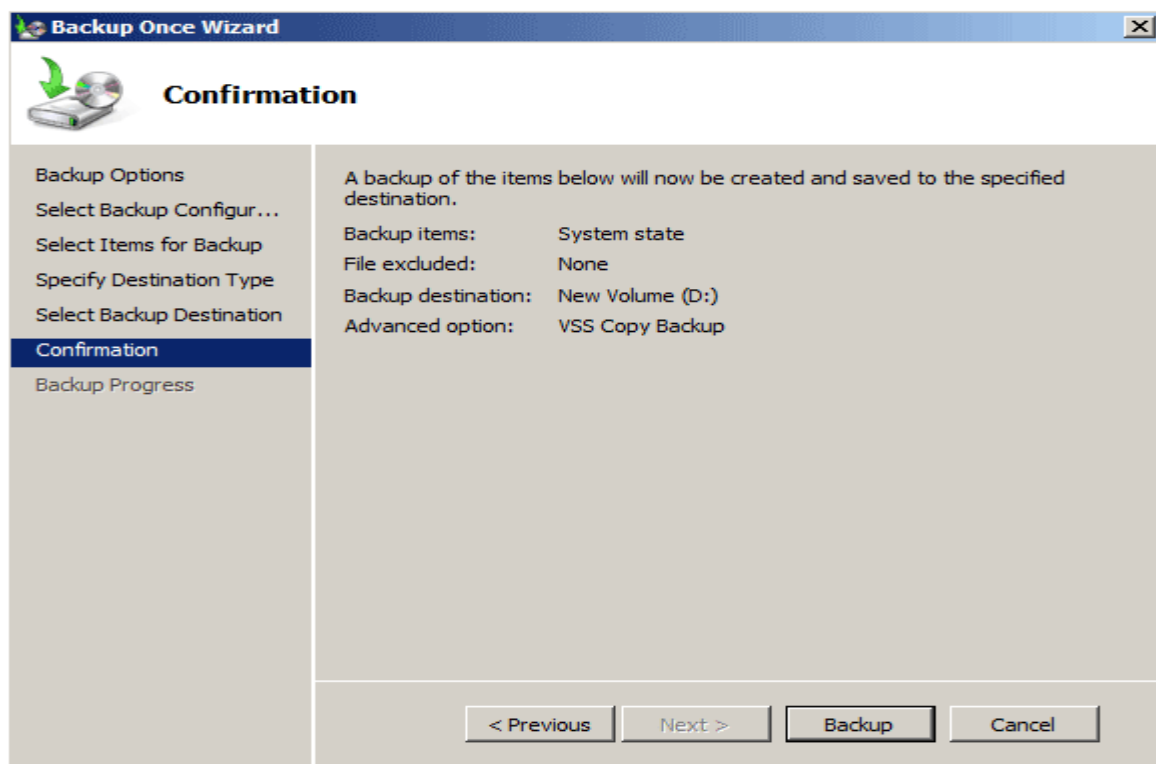 Backup Once Wizard
Confirmation
Backup Options
Select Backup Configur...
Select Items for Backup
Specify Destination Type
Select Backup Destination
Confirmation
Backup Progress
A backup of the items below will now be created and saved to the specified
destination.
Backup items: System state
File excluded: None
Backup destination: New Volume (D:)
Advanced option: VSS Copy Backup
< Previous Next > Backup Cancel